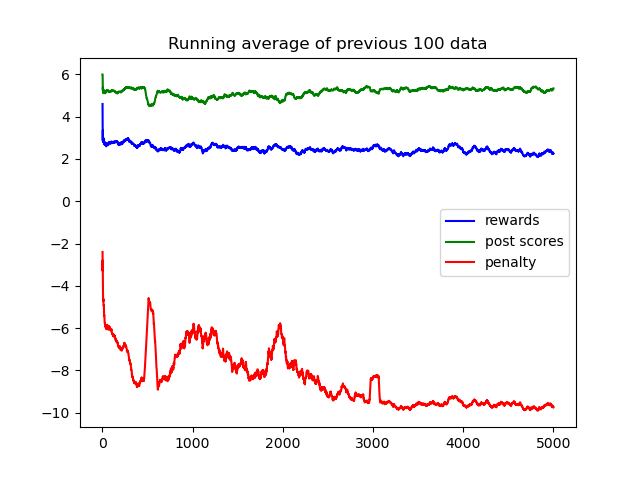 Running average of previous 100 data
6
4
2
0
−2
−4
−6
−8
−10
rewards
post scores
penalty
0 1000 2000 3000 4000 5000